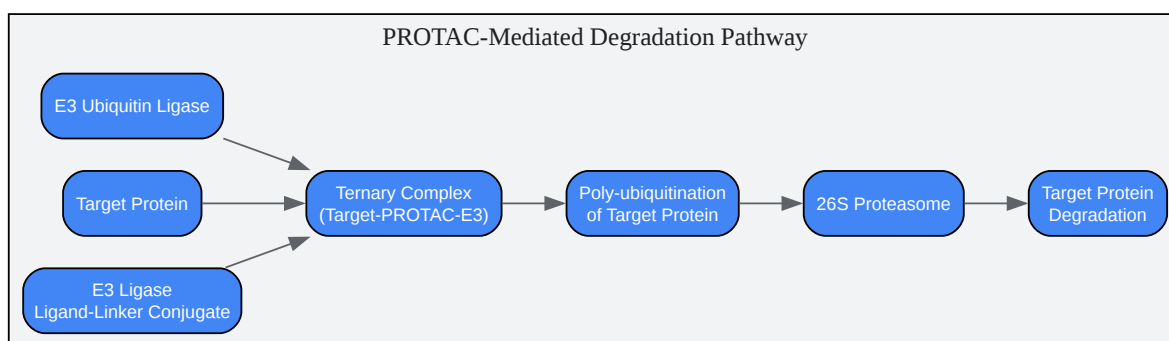 PROTAC-Mediated Degradation Pathway
E3 Ubiquitin Ligase
Target Protein
E3 Ligase
Ligand-Linker Conjugate
Ternary Complex
(Target-PROTAC-E3)
Poly-ubiquitination
of Target Protein
26S Proteasome
Target Protein
Degradation